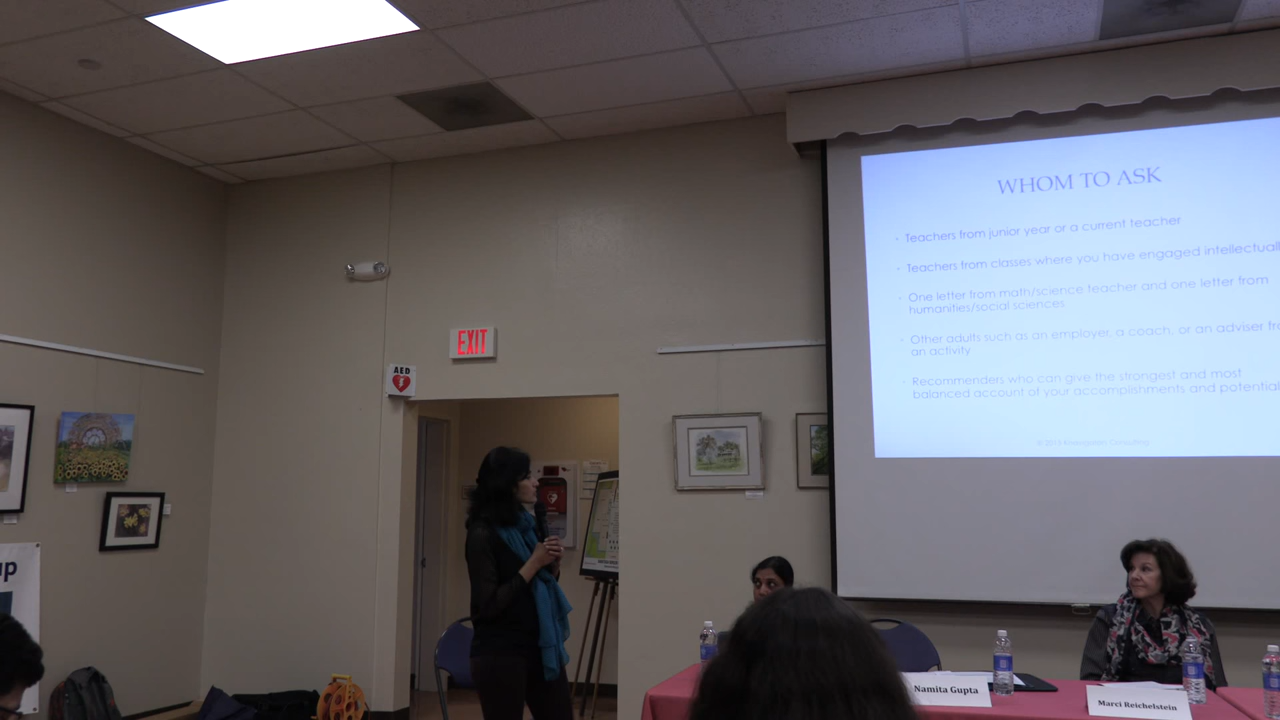 WHOM TO ASK
· Teachers from junior year or a current teacher
· Teachers from classes where you have engaged intellectuall
· One letter from math/science teacher and one letter from
humanities/social sciences
· Other adults such as an employer, a coach, or an adviser fr
on an activity
· Recommenders who can give the strongest and most
balanced account of your accomplishments and potential
EXIT
AED
up
Namita Gupta
Marci Reichelstein